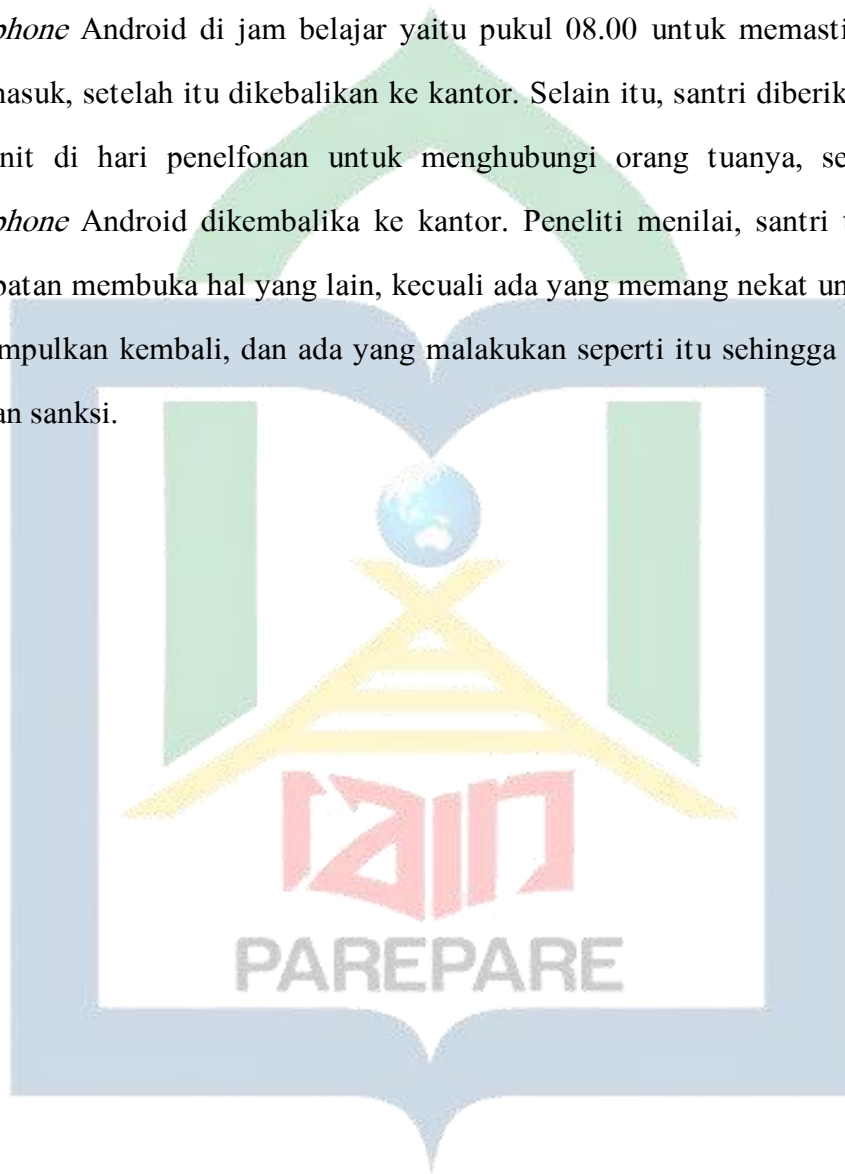 phone Android di jam belajar yaitu pukul 08.00 untuk memasti
masuk, setelah itu dikebalikan ke kantor. Selain itu, santri diberik
nit di hari penelfonan untuk menghubungi orang tuanya, se
phone Android dikembalika ke kantor. Peneliti menilai, santri t
patan membuka hal yang lain, kecuali ada yang memang nekat un
mpulkan kembali, dan ada yang malakukan seperti itu sehingga
an sanksi.
iain
PAREPARE